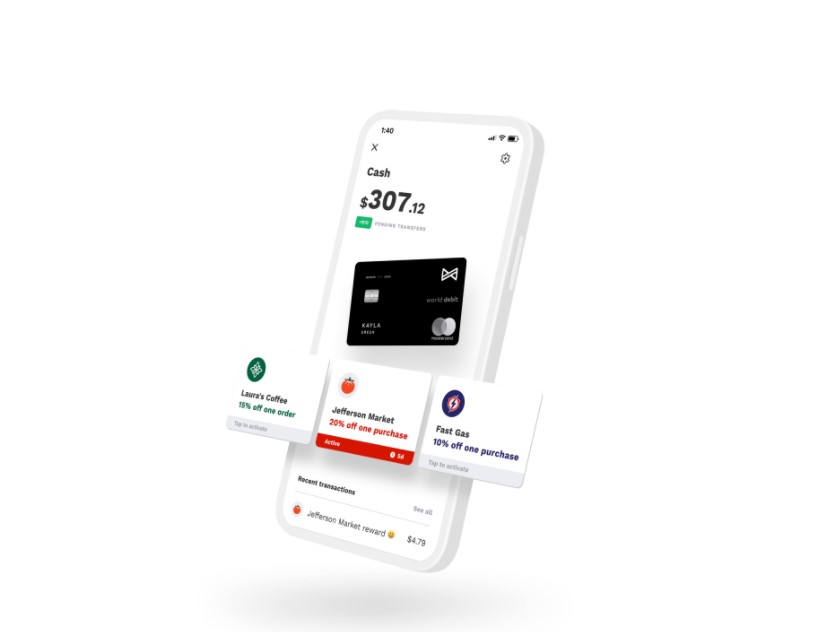 1:40
Cash
$307.12
PENDING TRANSFERS
world debit
KAYLA
GREEN
mastercard
Laura's Coffee
15% off one order
Tap to activate
Jefferson Market
20% off one purchase
Active
5d
Fast Gas
10% off one purchase
Tap to activate
Recent transactions
See all
Jefferson Market reward 😀
$4.79